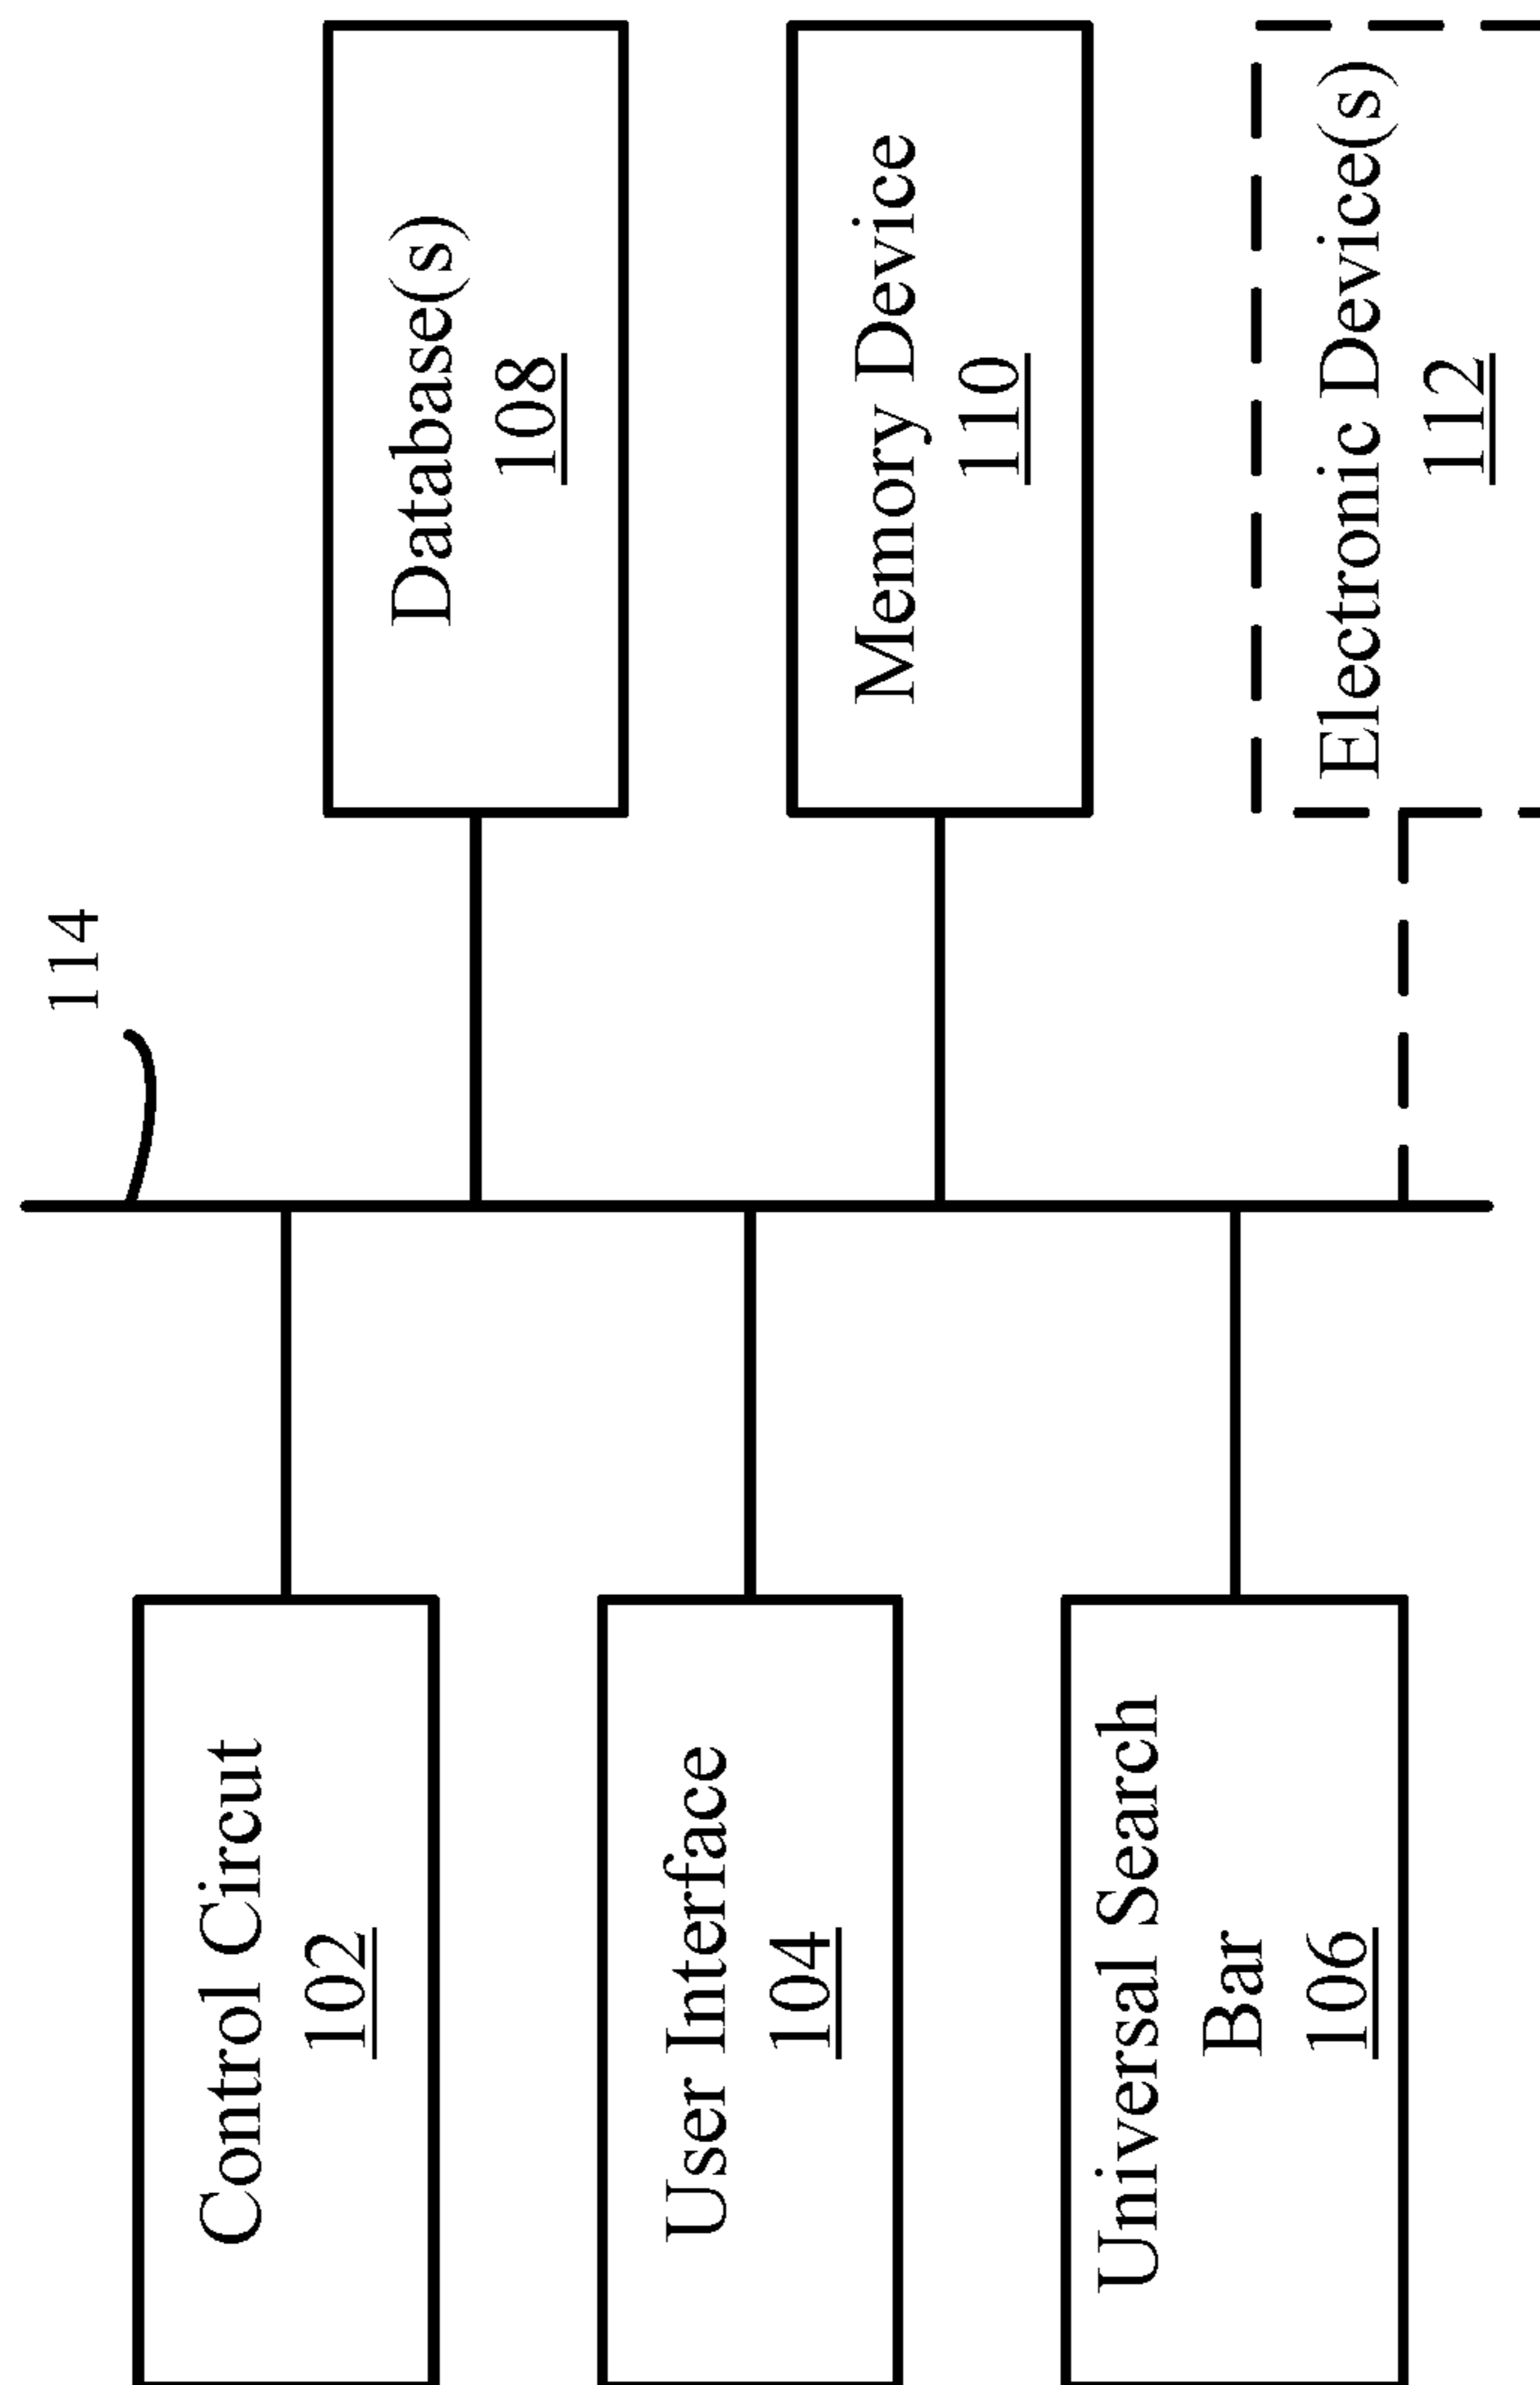 114
Control Circut
102
User Interface
104
Universal Search
Bar
106
Database(s)
108
Memory Device
110
Electronic Device(s)
112